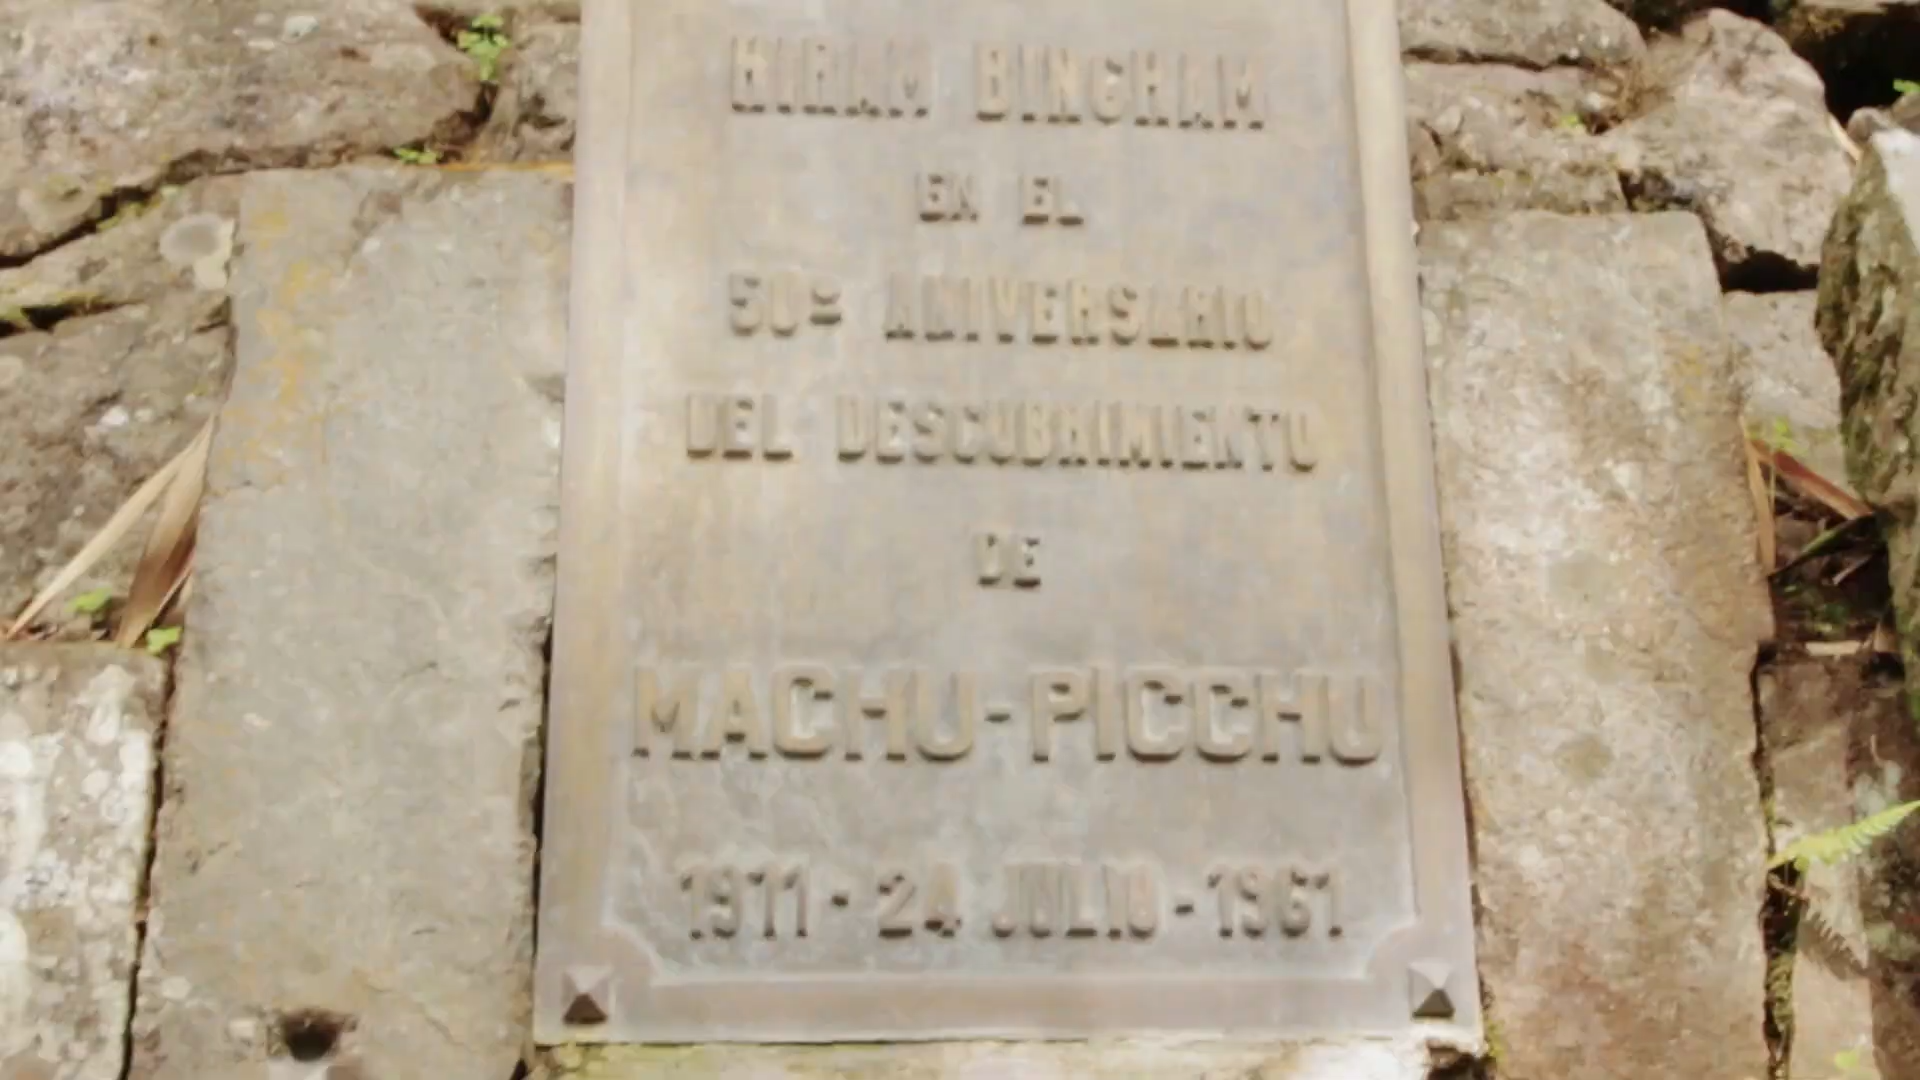 HIRAM BINGHAM
EN EL
50º ANIVERSARIO
DEL DESCUBRIMIENTO
DE
MACHU-PICCHU
1911-24 JULIO-1961